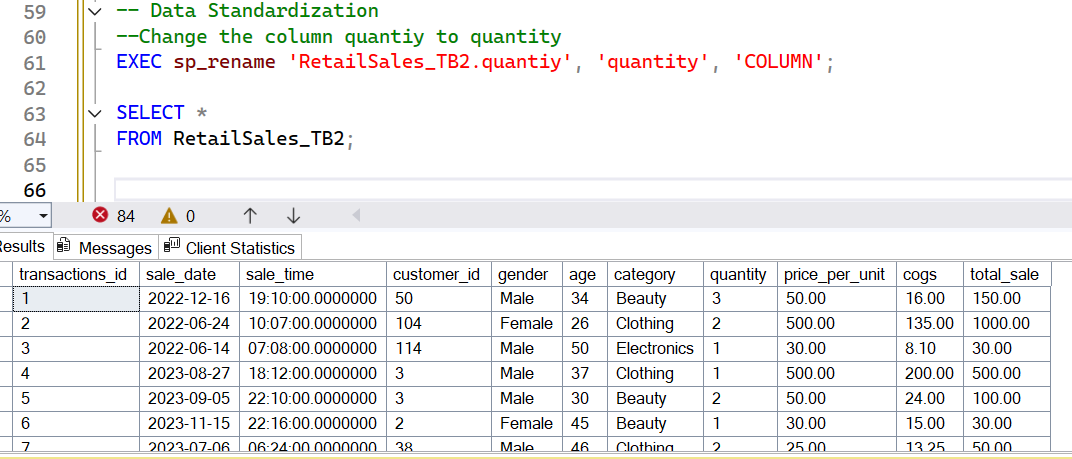 59 -- Data Standardization
60 --Change the column quantiy to quantity
61 EXEC sp_rename 'RetailSales_TB2.quantiy', 'quantity', 'COLUMN';
62
63 SELECT *
64 FROM RetailSales_TB2;
65
66
% 84 0
Results Messages Client Statistics
transactions_id sale_date sale_time customer_id gender age category quantity price_per_unit cogs total_sale
1 2022-12-16 19:10:00.0000000 50 Male 34 Beauty 3 50.00 16.00 150.00
2 2022-06-24 10:07:00.0000000 104 Female 26 Clothing 2 500.00 135.00 1000.00
3 2022-06-14 07:08:00.0000000 114 Male 50 Electronics 1 30.00 8.10 30.00
4 2023-08-27 18:12:00.0000000 3 Male 37 Clothing 1 500.00 200.00 500.00
5 2023-09-05 22:10:00.0000000 3 Male 30 Beauty 2 50.00 24.00 100.00
6 2023-11-15 22:16:00.0000000 2 Female 45 Beauty 1 30.00 15.00 30.00
7 2023-07-06 06:24:00.0000000 38 Male 46 Clothing 2 25.00 13.25 50.00